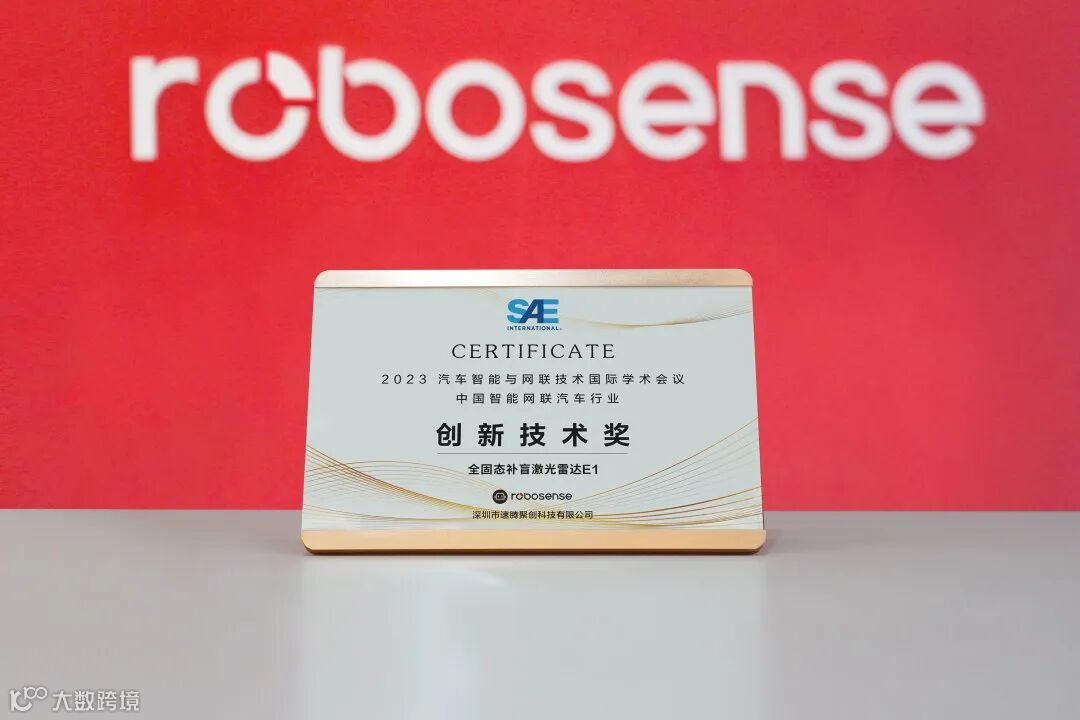 robosense
SAE
INTERNATIONAL®
CERTIFICATE
2023 汽车智能与网联技术国际学术会议
中国智能网联汽车行业
创新技术奖
全固态补盲激光雷达E1
robosense
深圳市速腾聚创科技有限公司
大数跨境